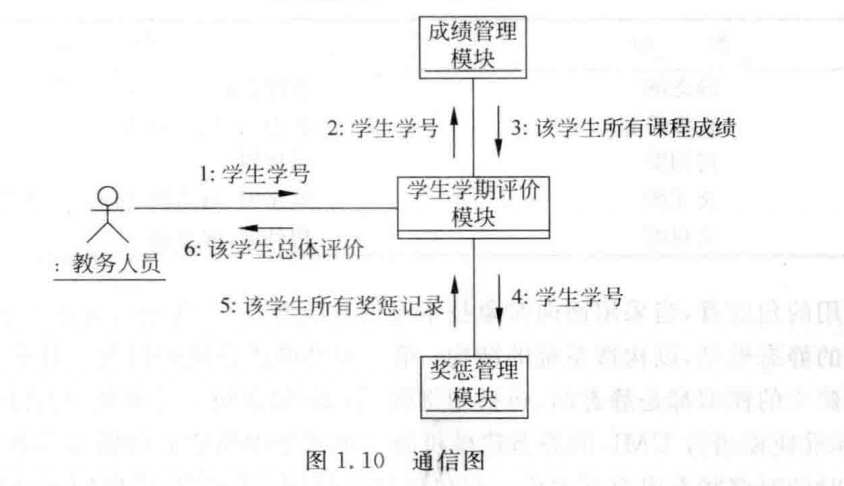 成绩管理
模块
2: 学生学号
3: 该学生所有课程成绩
1: 学生学号
学生学期评价
模块
6: 该学生总体评价
: 教务人员
5: 该学生所有奖惩记录
4: 学生学号
奖惩管理
模块
图 1.10 通信图